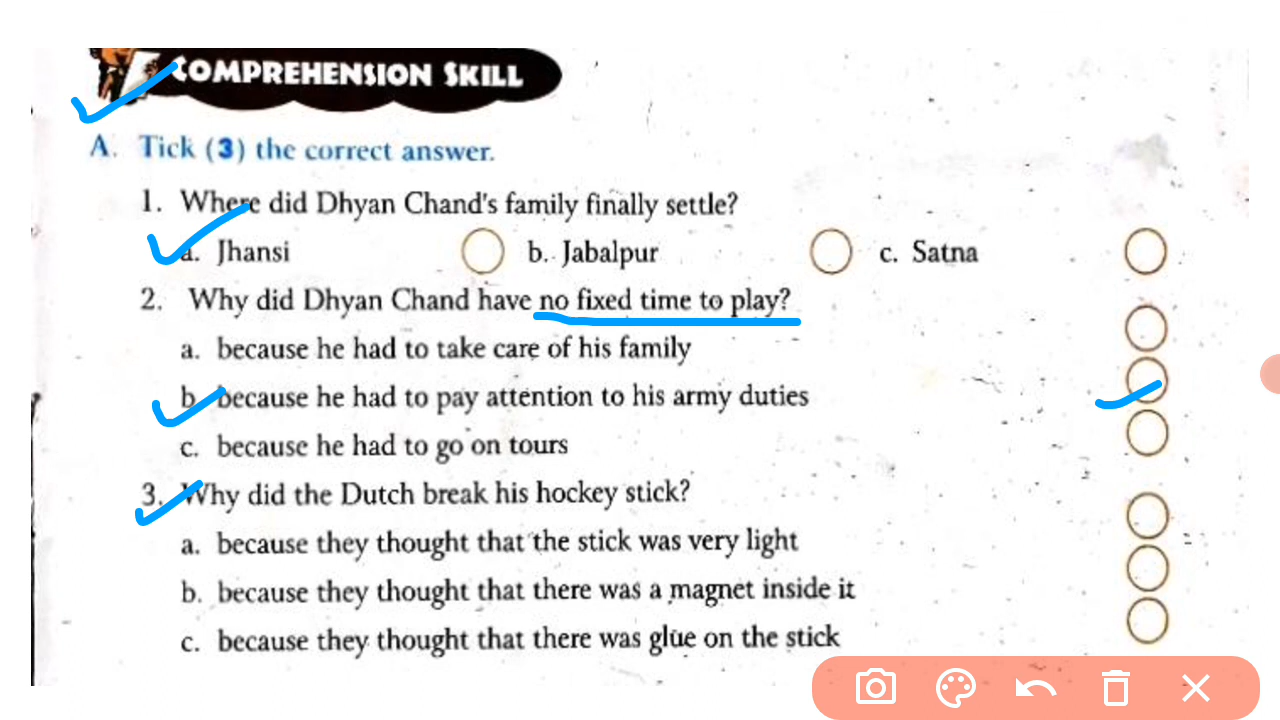 COMPREHENSION SKILL
A. Tick (3) the correct answer.
1. Where did Dhyan Chand's family finally settle?
a. Jhansi b. Jabalpur c. Satna
2. Why did Dhyan Chand have no fixed time to play?
a. because he had to take care of his family
b. because he had to pay attention to his army duties
c. because he had to go on tours
3. Why did the Dutch break his hockey stick?
a. because they thought that the stick was very light
b. because they thought that there was a magnet inside it
c. because they thought that there was glue on the stick